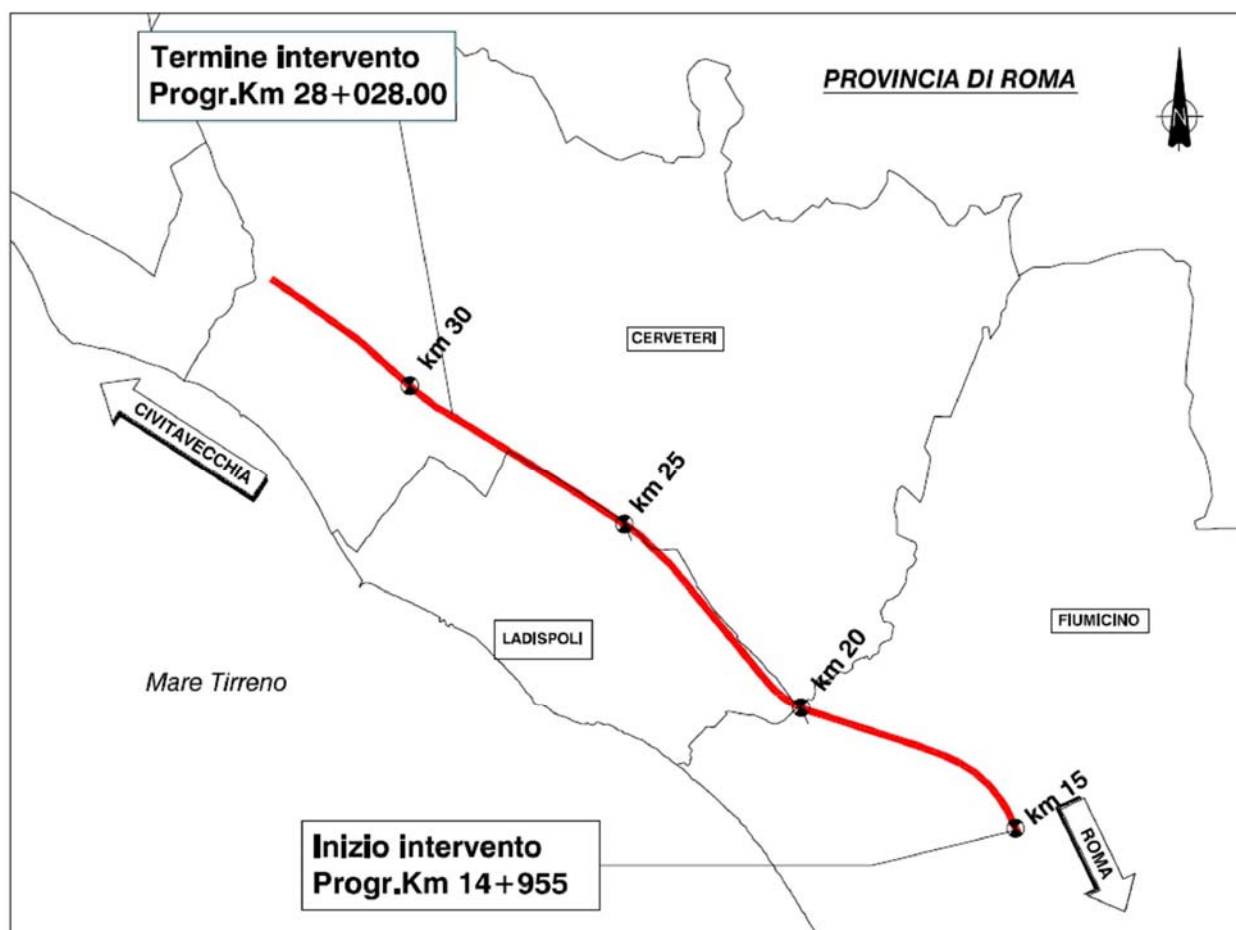 Termine intervento
Progr.Km 28+028.00
PROVINCIA DI ROMA
N
km 30
CERVETERI
CIVITAVECCHIA
km 25
LADISPOLI
FIUMICINO
Mare Tirreno
km 20
km 15
Inizio intervento
Progr.Km 14+955
ROMA